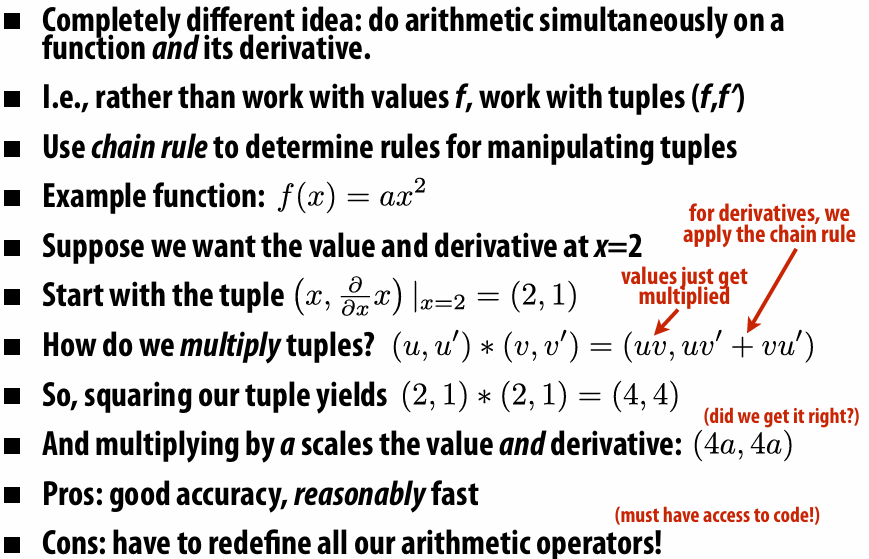 ■ Completely different idea: do arithmetic simultaneously on a
function and its derivative.
■ I.e., rather than work with values f, work with tuples (f,f′)
■ Use chain rule to determine rules for manipulating tuples
■ Example function: f(x) = ax²
for derivatives, we
apply the chain rule
■ Suppose we want the value and derivative at x=2
values just get
multiplied
■ Start with the tuple (x, ∂/∂x x)|ₓ₌₂ = (2, 1)
■ How do we multiply tuples? (u, u′) ∗ (v, v′) = (uv, uv′ + vu′)
■ So, squaring our tuple yields (2, 1) ∗ (2, 1) = (4, 4)
(did we get it right?)
■ And multiplying by a scales the value and derivative: (4a, 4a)
■ Pros: good accuracy, reasonably fast
(must have access to code!)
■ Cons: have to redefine all our arithmetic operators!